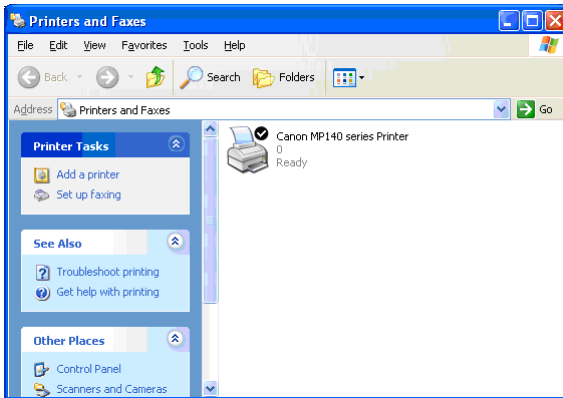 Printers and Faxes
File Edit View Favorites Tools Help
Back Search Folders
Address Printers and Faxes Go
Printer Tasks
Add a printer
Set up faxing
See Also
Troubleshoot printing
Get help with printing
Other Places
Control Panel
Scanners and Cameras
Canon MP140 series Printer
0
Ready